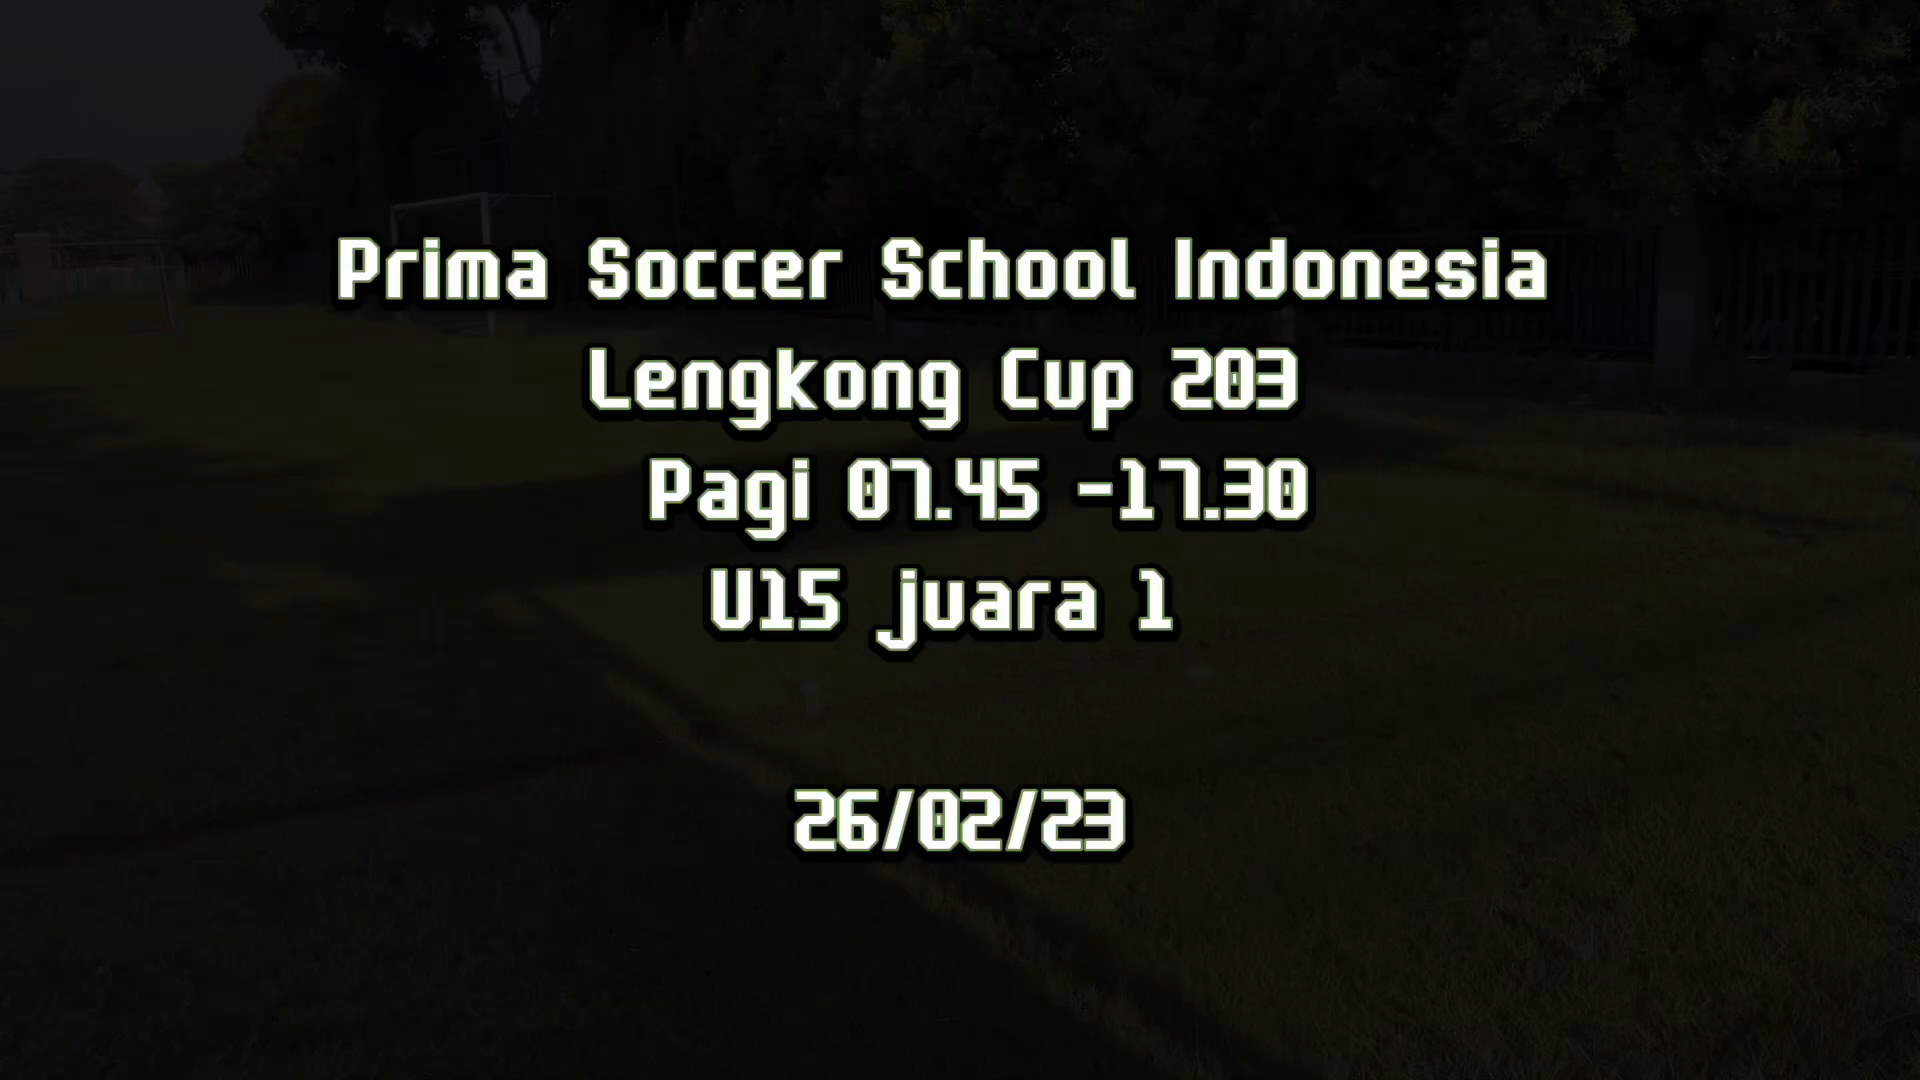 Prima Soccer School Indonesia
Lengkong Cup 203
Pagi 07.45 -17.30
U15 juara 1
26/02/23